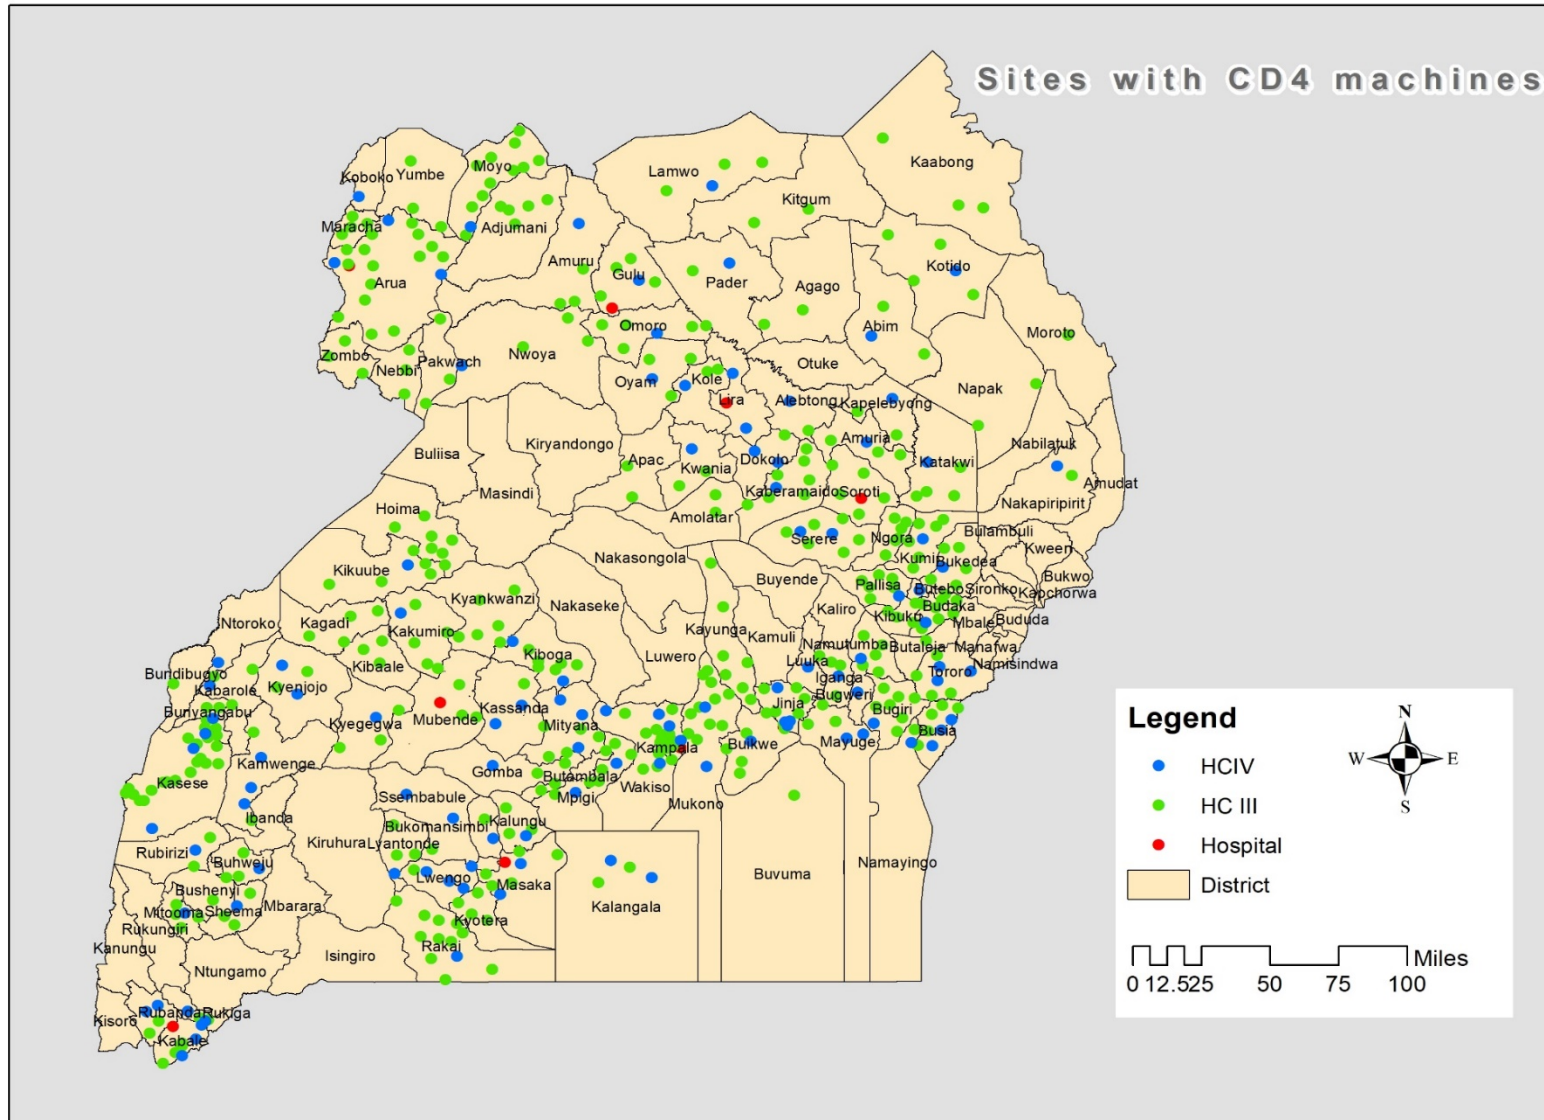 Sites with CD4 machines
Kaabong
Lamwo
Moyo
Yumbe
Koboko
Kitgum
Maracha
Adjumani
Amuru
Gulu
Pader
Kotido
Arua
Agago
Omoro
Abim
Moroto
Zombo
Nebbi
Pakwach
Nwoya
Otuke
Oyam
Kole
Napak
Lira
Alebtong
Kapelebyong
Kiryandongo
Amuria
Nabilatuk
Buliisa
Apac
Kwania
Dokolo
Katakwi
Amudat
Masindi
Kaberamaido
Soroti
Nakapiripirit
Hoima
Amolatar
Serere
Ngora
Bulambuli
Kween
Nakasongola
Kumi
Bukedea
Kikuube
Buyende
Pallisa
Butebo
Sironko
Bukwo
Kapchorwa
Kyankwanzi
Nakaseke
Kaliro
Kibuku
Budaka
Mbale
Bududa
Ntoroko
Kagadi
Kakumiro
Kayunga
Kamuli
Namutumba
Butaleja
Manafwa
Namisindwa
Kibaale
Kiboga
Luwero
Luuka
Iganga
Tororo
Bundibugyo
Kabarole
Kyenjojo
Bunyangabu
Kyegegwa
Mubende
Kassanda
Mityana
Jinja
Bugweri
Bugiri
Busia
Kampala
Buikwe
Mayuge
Kamwenge
Gomba
Butambala
Kasese
Wakiso
Mukono
Ssembabule
Mpigi
Ibanda
Kiruhura
Bukomansimbi
Kalungu
Lyantonde
Rubirizi
Buhweju
Lwengo
Masaka
Buvuma
Namayingo
Bushenyi
Mitooma
Sheema
Mbarara
Kalangala
Kyotera
Rukungiri
Kanungu
Rakai
Isingiro
Ntungamo
Kisoro
Rubanda
Rukiga
Kabale
Legend
N
W
E
S
HCIV
HC III
Hospital
District
Miles
0 12.525 50 75 100